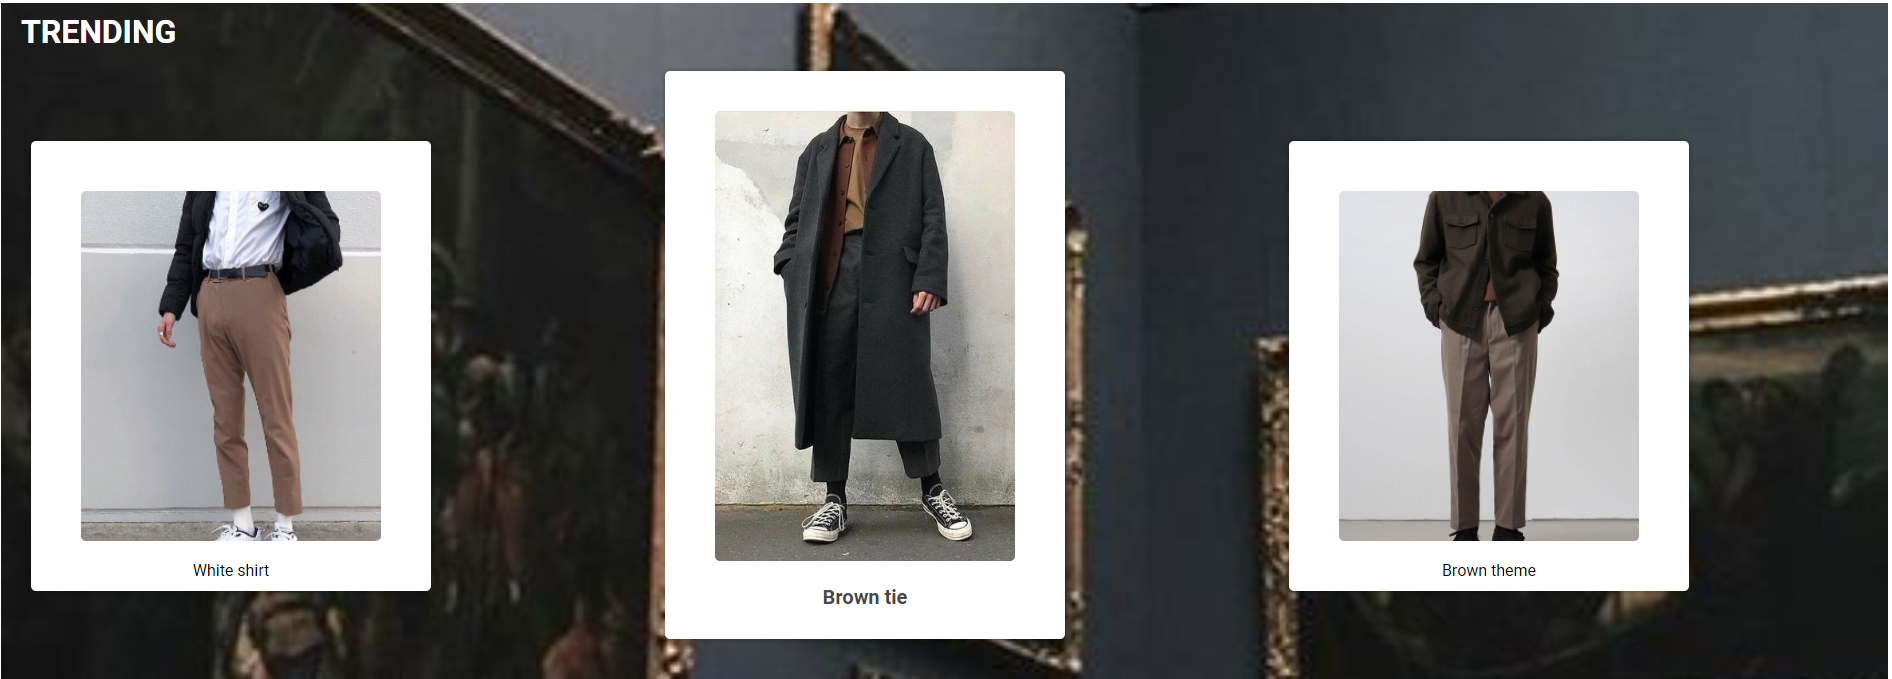 TRENDING
White shirt
Brown tie
Brown theme